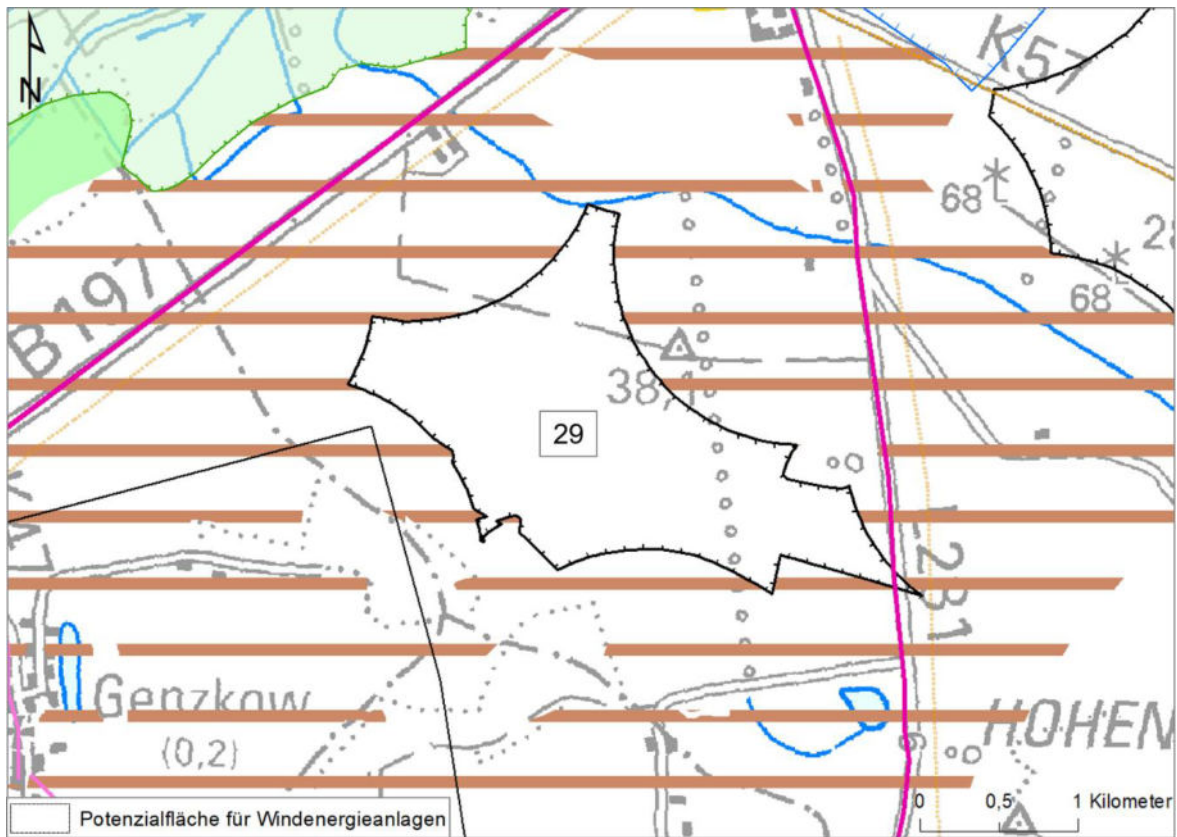 N
K57
B197
68
68
28
38,1
29
L 281
Genzkow
(0,2)
HOHEN
0 0,5 1 Kilometer
Potenzialfläche für Windenergieanlagen